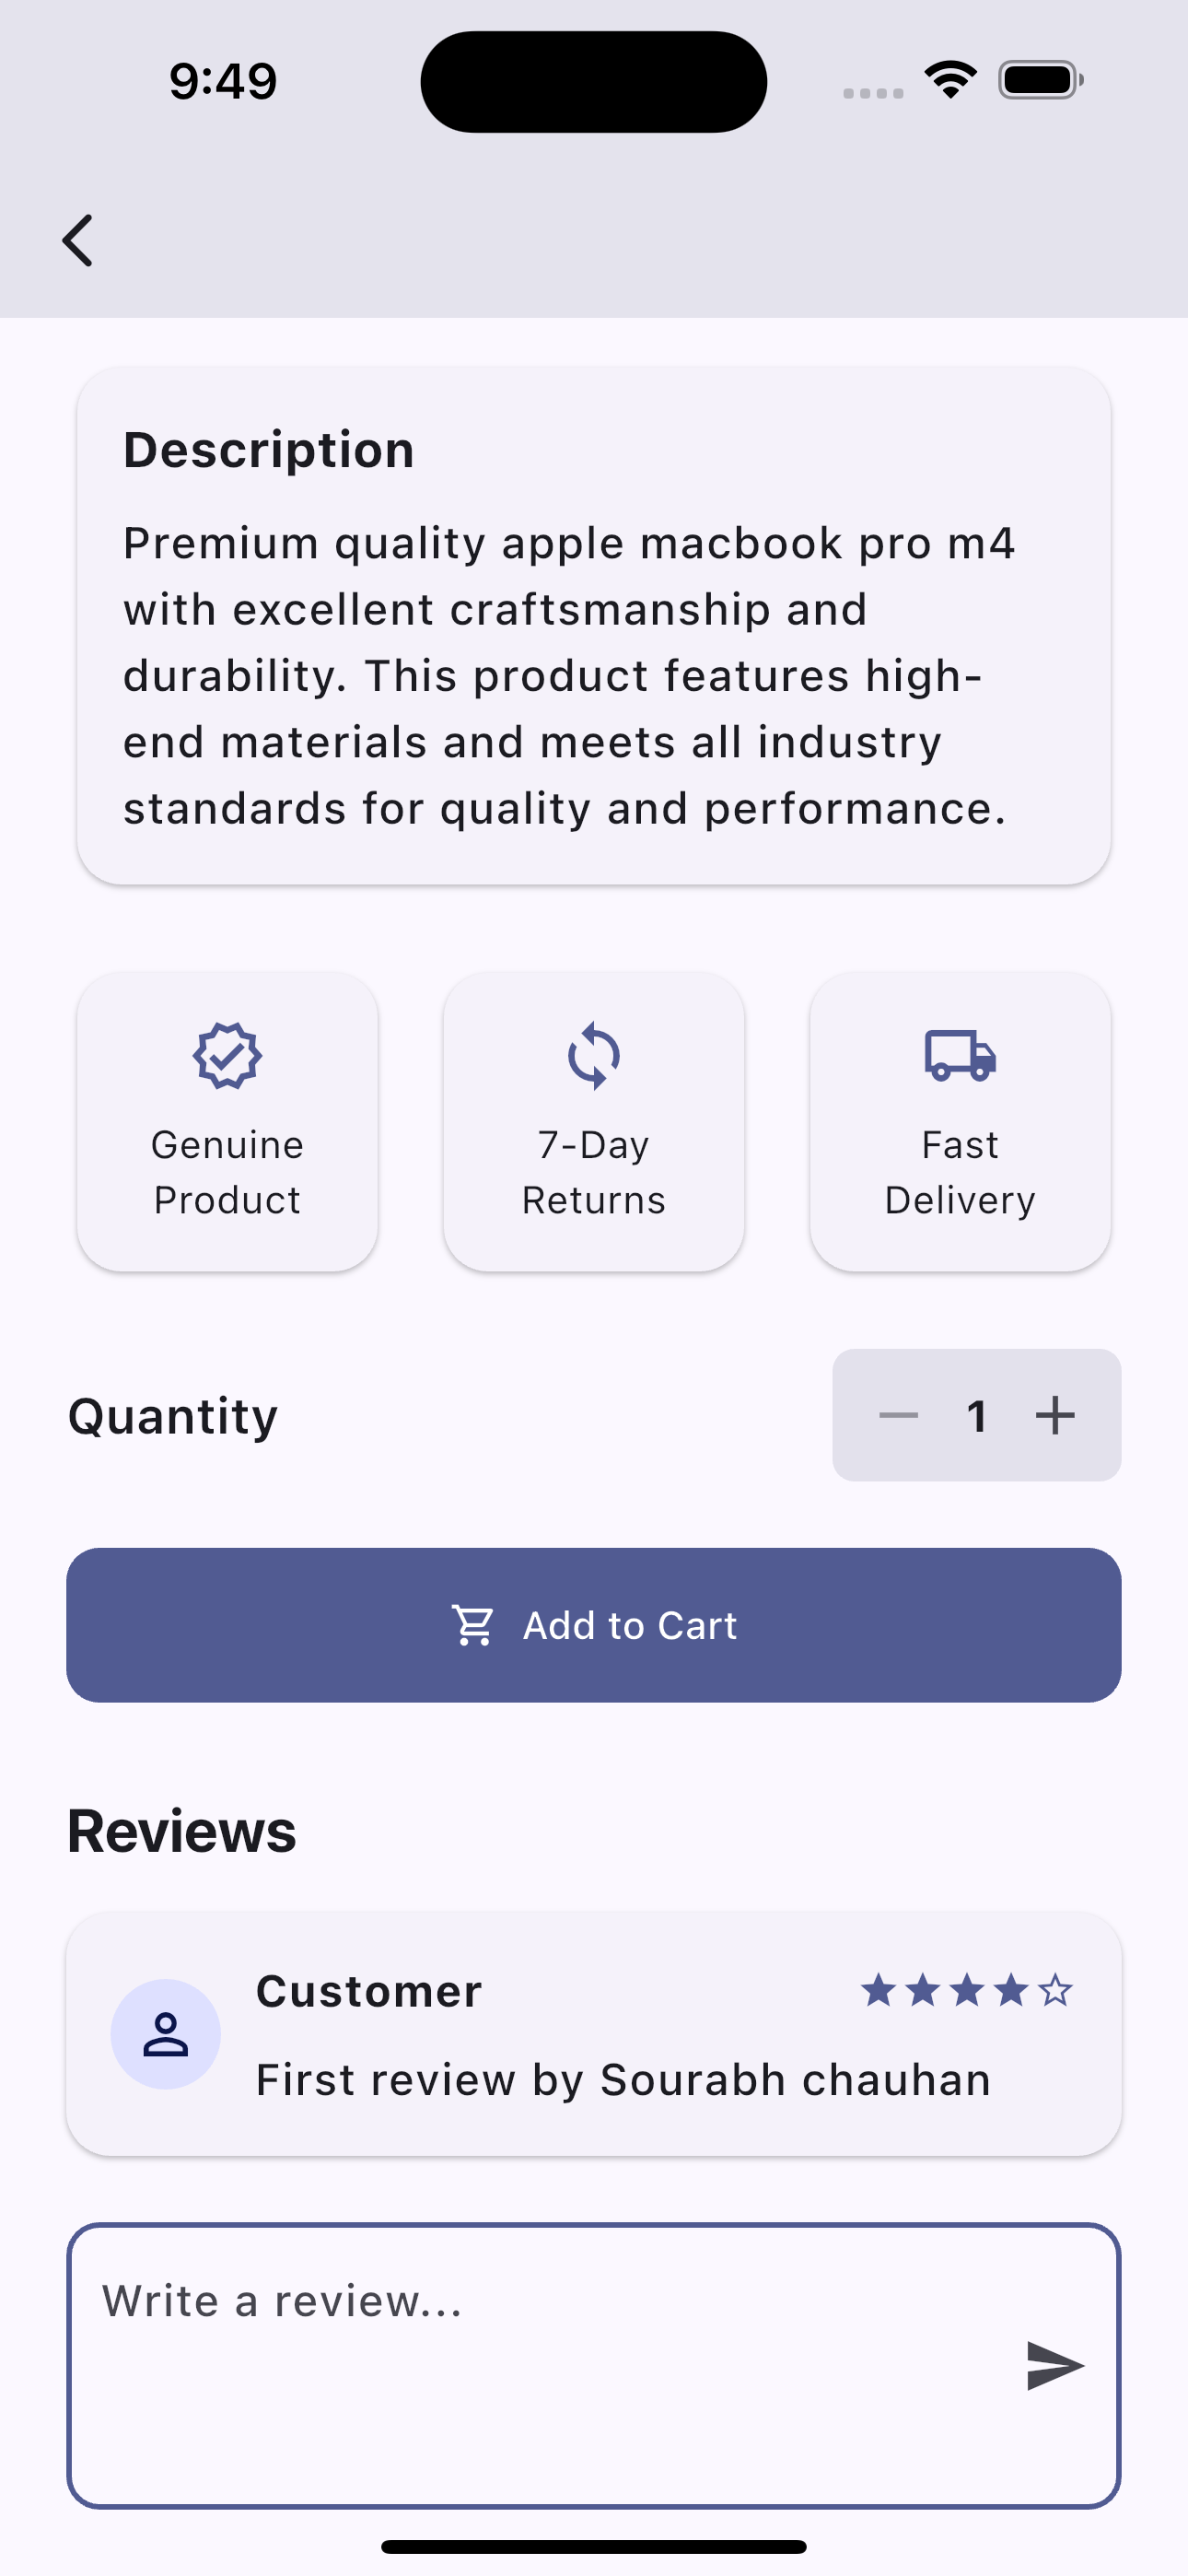 9:49
Description
Premium quality apple macbook pro m4
with excellent craftsmanship and
durability. This product features high-
end materials and meets all industry
standards for quality and performance.
Genuine
Product
7-Day
Returns
Fast
Delivery
Quantity
1
Add to Cart
Reviews
Customer
First review by Sourabh chauhan
Write a review...